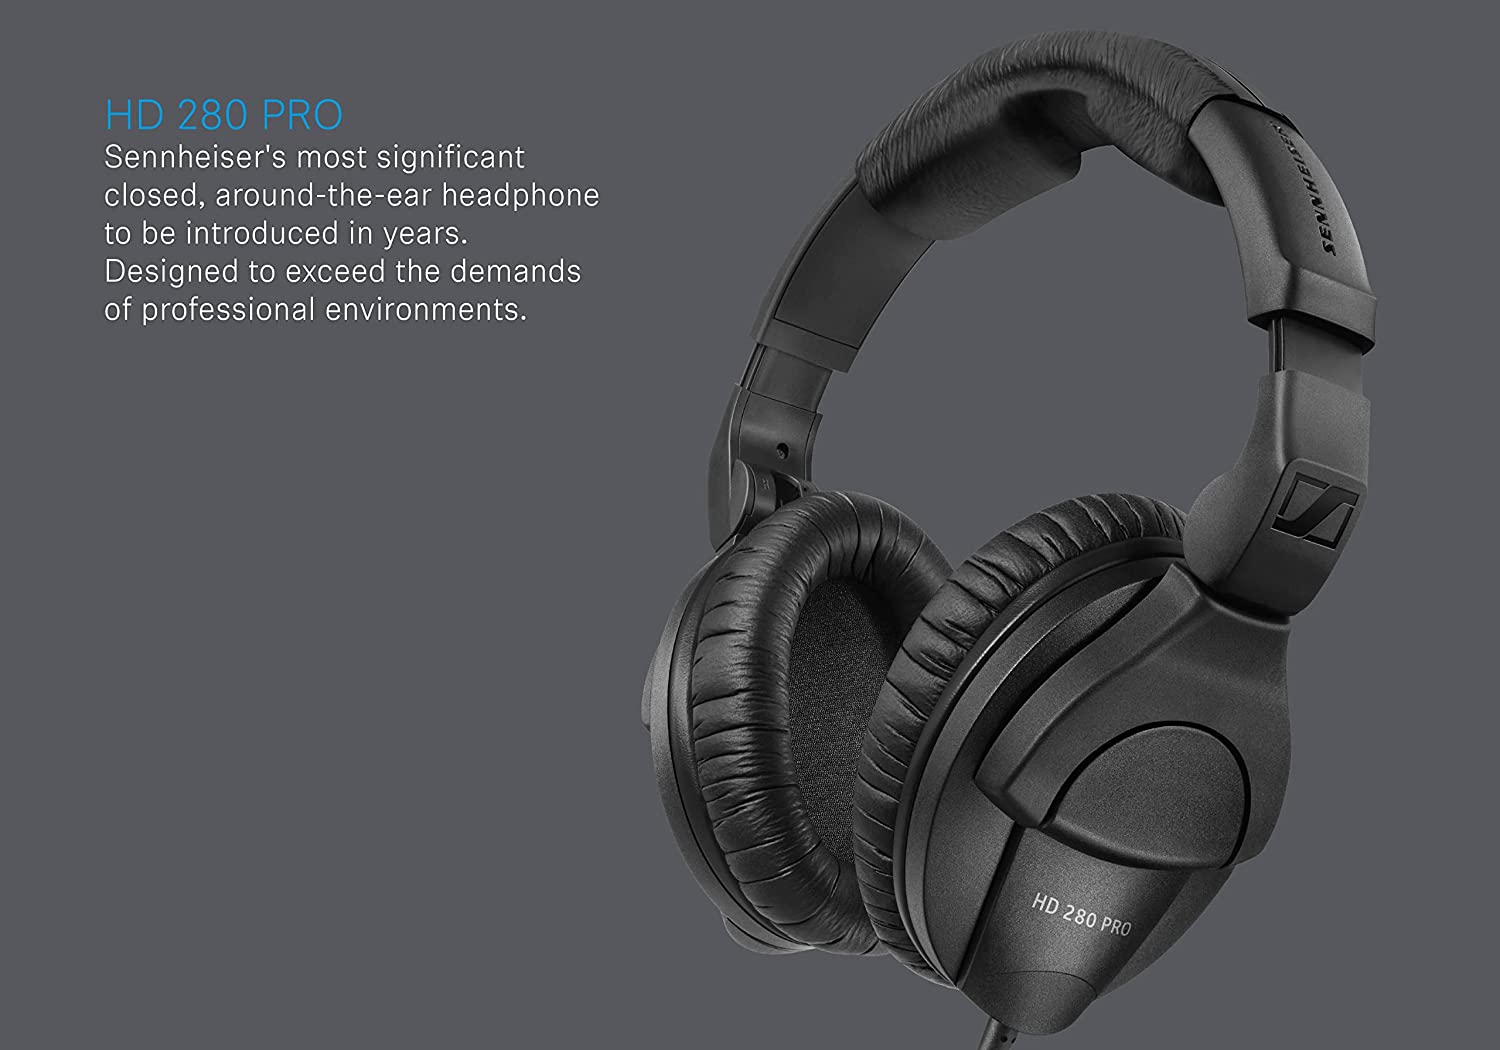 HD 280 PRO
Sennheiser's most significant
closed, around-the-ear headphone
to be introduced in years.
Designed to exceed the demands
of professional environments.
SENNHEISER
HD 280 PRO